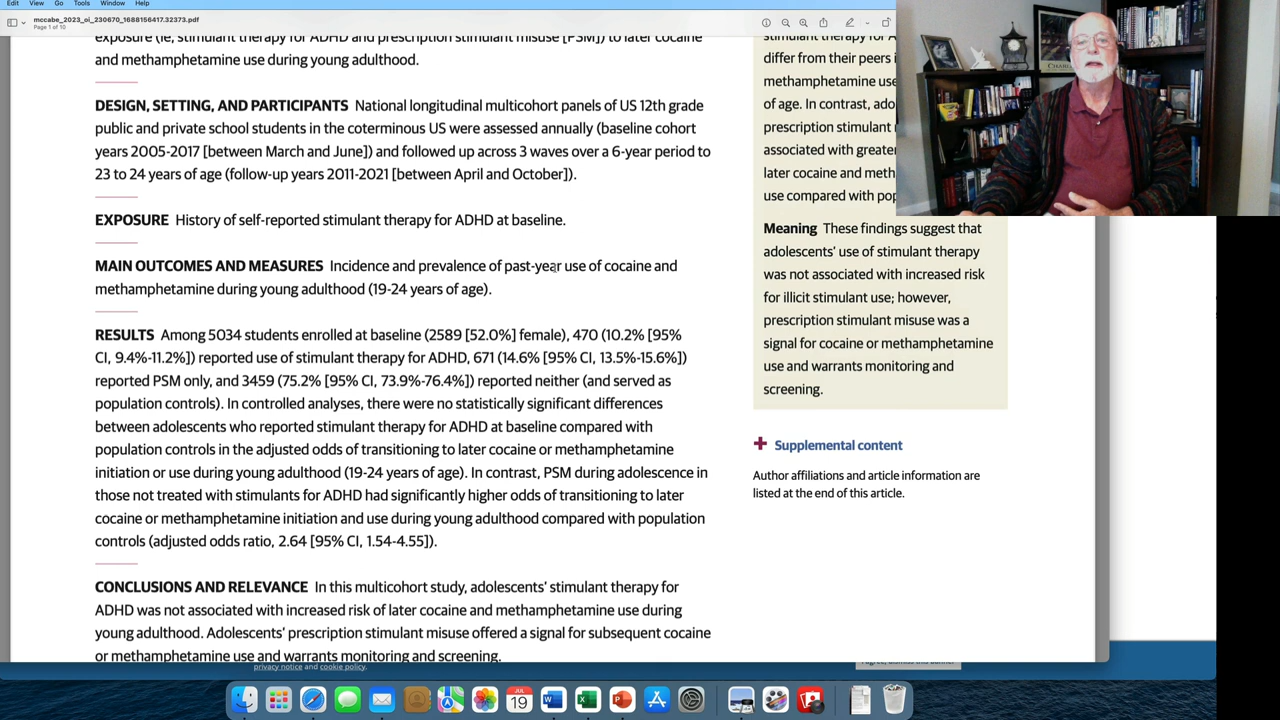 Edit View Go Tools Window Help
mccabe_2023_oi_230670_1688156417.32373.pdf
Page 1 of 10
exposure (ie, stimulant therapy for ADHD and prescription stimulant misuse [PSM]) to later cocaine
and methamphetamine use during young adulthood.
DESIGN, SETTING, AND PARTICIPANTS National longitudinal multicohort panels of US 12th grade
public and private school students in the coterminous US were assessed annually (baseline cohort
years 2005-2017 [between March and June]) and followed up across 3 waves over a 6-year period to
23 to 24 years of age (follow-up years 2011-2021 [between April and October]).
EXPOSURE History of self-reported stimulant therapy for ADHD at baseline.
MAIN OUTCOMES AND MEASURES Incidence and prevalence of past-year use of cocaine and
methamphetamine during young adulthood (19-24 years of age).
RESULTS Among 5034 students enrolled at baseline (2589 [52.0%] female), 470 (10.2% [95%
CI, 9.4%-11.2%]) reported use of stimulant therapy for ADHD, 671 (14.6% [95% CI, 13.5%-15.6%])
reported PSM only, and 3459 (75.2% [95% CI, 73.9%-76.4%]) reported neither (and served as
population controls). In controlled analyses, there were no statistically significant differences
between adolescents who reported stimulant therapy for ADHD at baseline compared with
population controls in the adjusted odds of transitioning to later cocaine or methamphetamine
initiation or use during young adulthood (19-24 years of age). In contrast, PSM during adolescence in
those not treated with stimulants for ADHD had significantly higher odds of transitioning to later
cocaine or methamphetamine initiation and use during young adulthood compared with population
controls (adjusted odds ratio, 2.64 [95% CI, 1.54-4.55]).
CONCLUSIONS AND RELEVANCE In this multicohort study, adolescents' stimulant therapy for
ADHD was not associated with increased risk of later cocaine and methamphetamine use during
young adulthood. Adolescents' prescription stimulant misuse offered a signal for subsequent cocaine
or methamphetamine use and warrants monitoring and screening.
stimulant therapy for A
differ from their peers i
methamphetamine use
of age. In contrast, ado
prescription stimulant
associated with greater
later cocaine and meth
use compared with pop
Meaning These findings suggest that
adolescents' use of stimulant therapy
was not associated with increased risk
for illicit stimulant use; however,
prescription stimulant misuse was a
signal for cocaine or methamphetamine
use and warrants monitoring and
screening.
Supplemental content
Author affiliations and article information are
listed at the end of this article.
privacy notice and cookie policy.
JUL
19